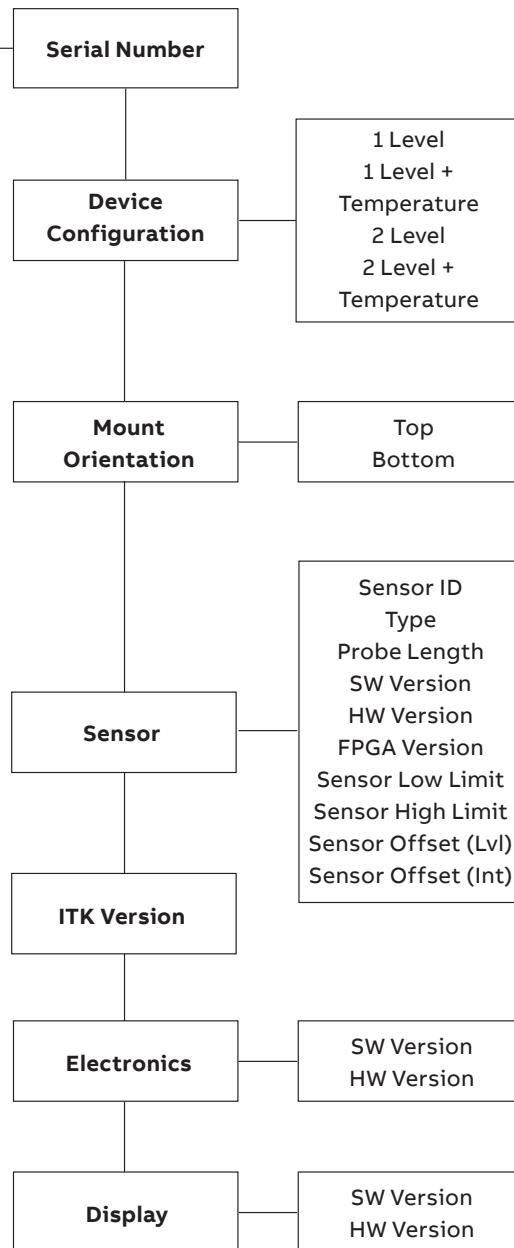 Serial Number
Device
Configuration
1 Level
1 Level +
Temperature
2 Level
2 Level +
Temperature
Mount
Orientation
Top
Bottom
Sensor
Sensor ID
Type
Probe Length
SW Version
HW Version
FPGA Version
Sensor Low Limit
Sensor High Limit
Sensor Offset (Lvl)
Sensor Offset (Int)
ITK Version
Electronics
SW Version
HW Version
Display
SW Version
HW Version